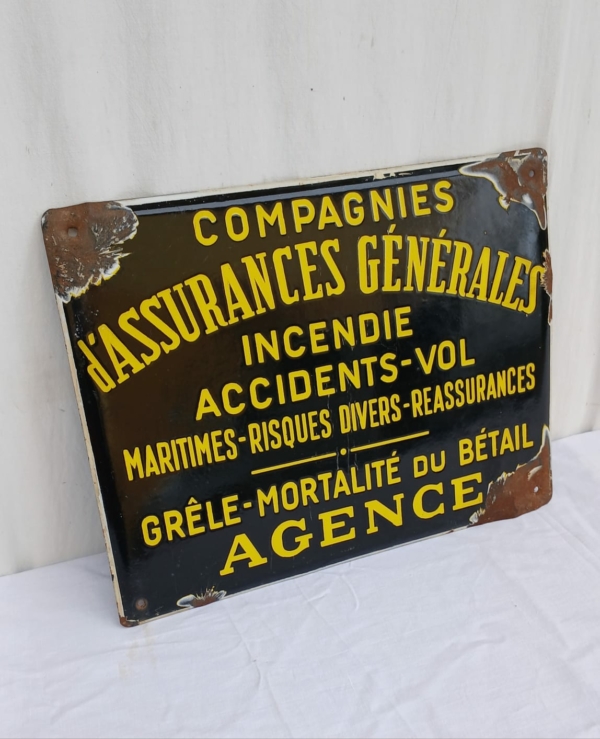 COMPAGNIES
d'ASSURANCES GÉNÉRALES
INCENDIE
ACCIDENTS-VOL
MARITIMES-RISQUES DIVERS-REASSURANCES
GRÊLE-MORTALITÉ DU BÉTAIL
AGENCE